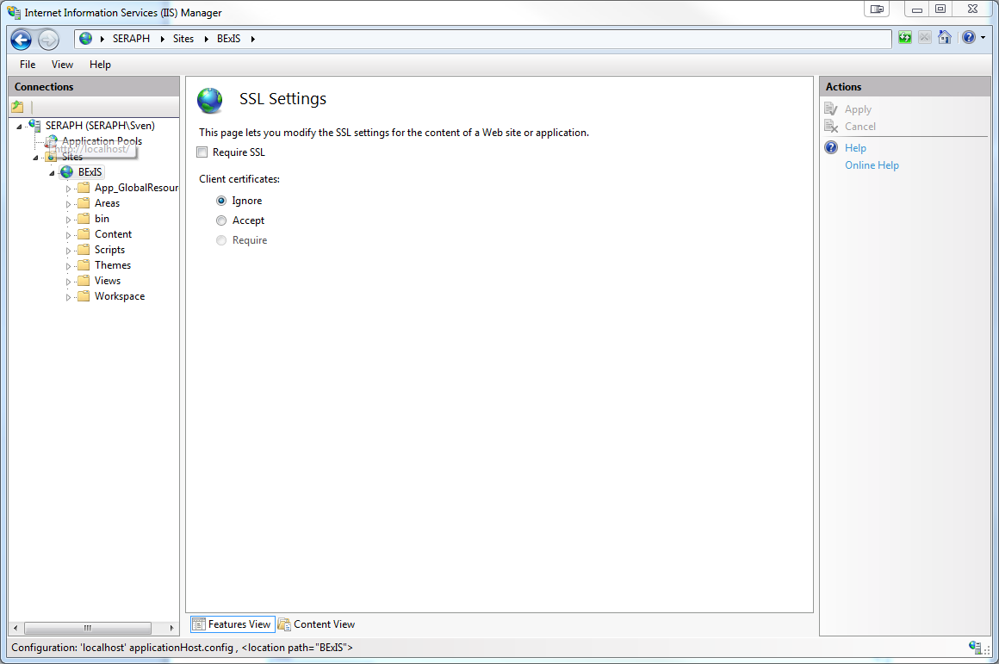 Internet Information Services (IIS) Manager
SERAPH Sites BExIS
File View Help
Connections
SERAPH (SERAPH\Sven)
Application Pools
http://localhost/
Sites
BExIS
App_GlobalResour
Areas
bin
Content
Scripts
Themes
Views
Workspace
SSL Settings
This page lets you modify the SSL settings for the content of a Web site or application.
Require SSL
Client certificates:
Ignore
Accept
Require
Features View Content View
Actions
Apply
Cancel
Help
Online Help
Configuration: 'localhost' applicationHost.config , <location path="BExIS">